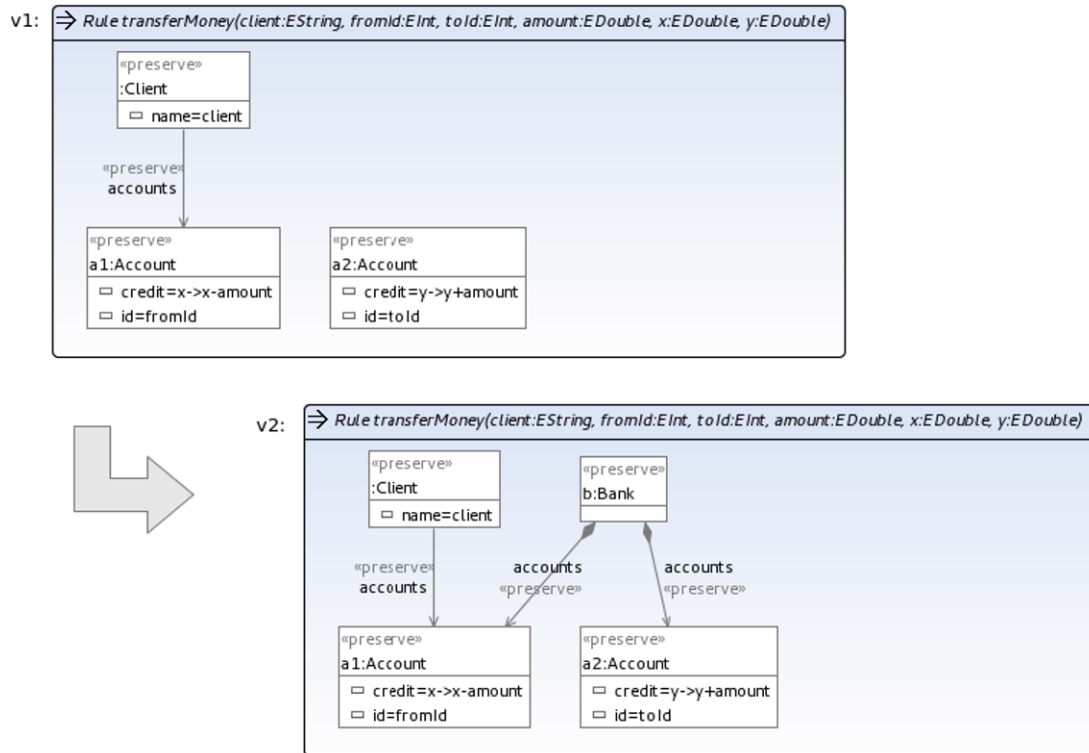 v1:
Rule transferMoney(client:EString, fromId:EInt, toId:EInt, amount:EDouble, x:EDouble, y:EDouble)
«preserve»
:Client
name=client
«preserve»
accounts
«preserve»
a1:Account
credit=x->x-amount
id=fromId
«preserve»
a2:Account
credit=y->y+amount
id=toId
v2:
Rule transferMoney(client:EString, fromId:EInt, toId:EInt, amount:EDouble, x:EDouble, y:EDouble)
«preserve»
:Client
name=client
«preserve»
b:Bank
«preserve»
accounts
accounts
«preserve»
accounts
«preserve»
«preserve»
a1:Account
credit=x->x-amount
id=fromId
«preserve»
a2:Account
credit=y->y+amount
id=toId